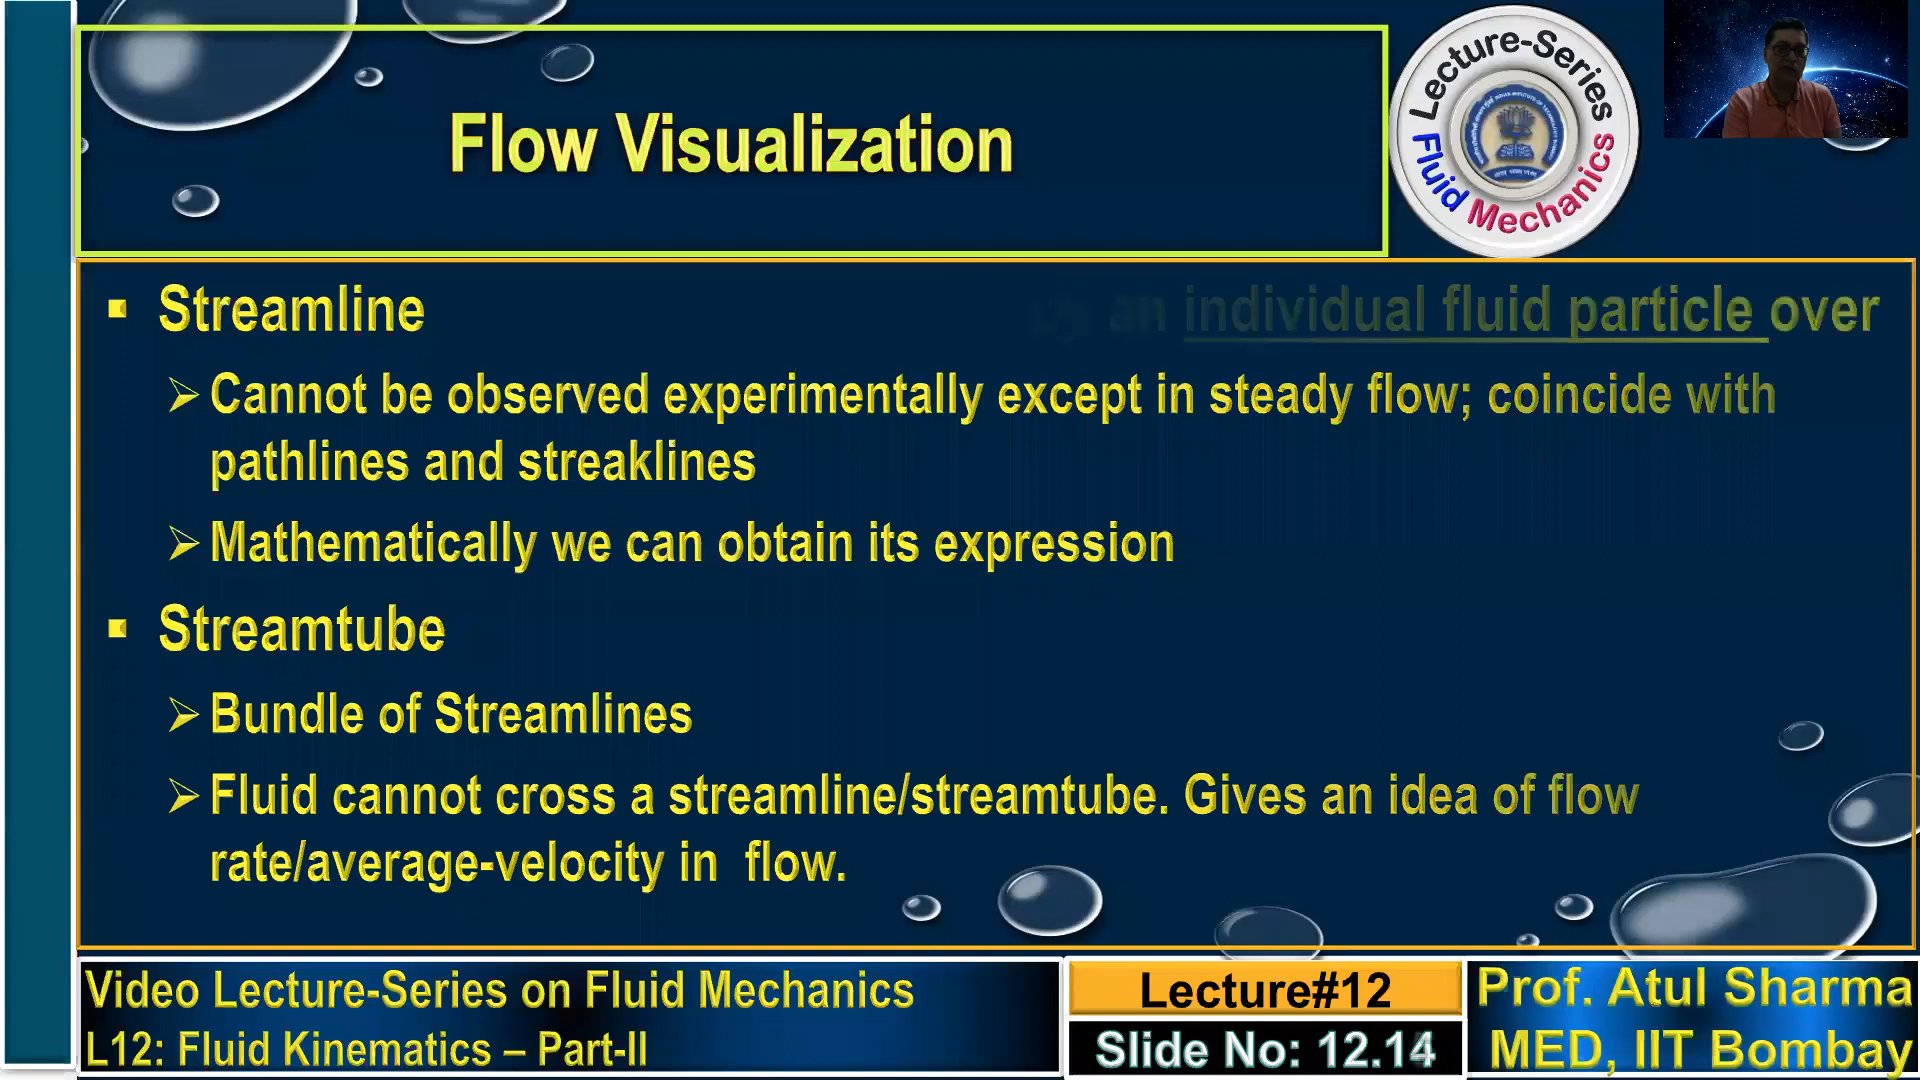 Flow Visualization
Lecture-Series
Fluid Mechanics
▪ Streamline an individual fluid particle over
➢ Cannot be observed experimentally except in steady flow; coincide with
pathlines and streaklines
➢ Mathematically we can obtain its expression
▪ Streamtube
➢ Bundle of Streamlines
➢ Fluid cannot cross a streamline/streamtube. Gives an idea of flow
rate/average-velocity in flow.
Video Lecture-Series on Fluid Mechanics
L12: Fluid Kinematics – Part-II
Lecture#12
Slide No: 12.14
Prof. Atul Sharma
MED, IIT Bombay